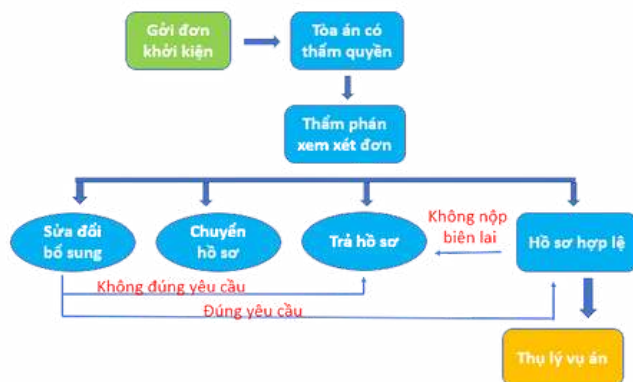 Gởi đơn
khởi kiện
Tòa án có
thẩm quyền
Thẩm phán
xem xét đơn
Sửa đổi
bổ sung
Chuyển
hồ sơ
Trả hồ sơ
Không nộp
biên lai
Hồ sơ hợp lệ
Không đúng yêu cầu
Đúng yêu cầu
Thụ lý vụ án